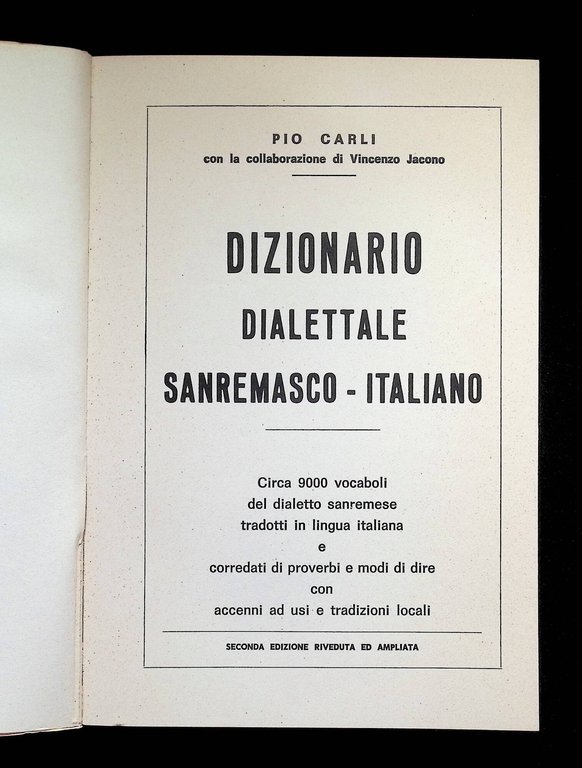 PIO CARLI
con la collaborazione di Vincenzo Jacono
DIZIONARIO
DIALETTALE
SANREMASCO - ITALIANO
Circa 9000 vocaboli
del dialetto sanremese
tradotti in lingua italiana
e
corredati di proverbi e modi di dire
con
accenni ad usi e tradizioni locali
SECONDA EDIZIONE RIVEDUTA ED AMPLIATA